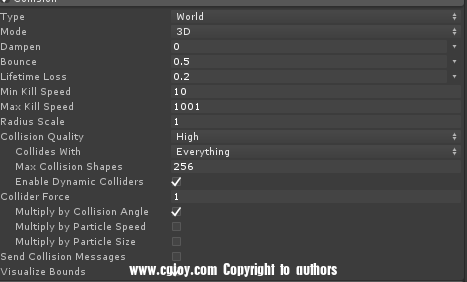 Collision
Type World
Mode 3D
Dampen 0
Bounce 0.5
Lifetime Loss 0.2
Min Kill Speed 10
Max Kill Speed 1001
Radius Scale 1
Collision Quality High
Collides With Everything
Max Collision Shapes 256
Enable Dynamic Colliders
Collider Force 1
Multiply by Collision Angle
Multiply by Particle Speed
Multiply by Particle Size
Send Collision Messages
Visualize Bounds
www.cgjoy.com Copyright to authors